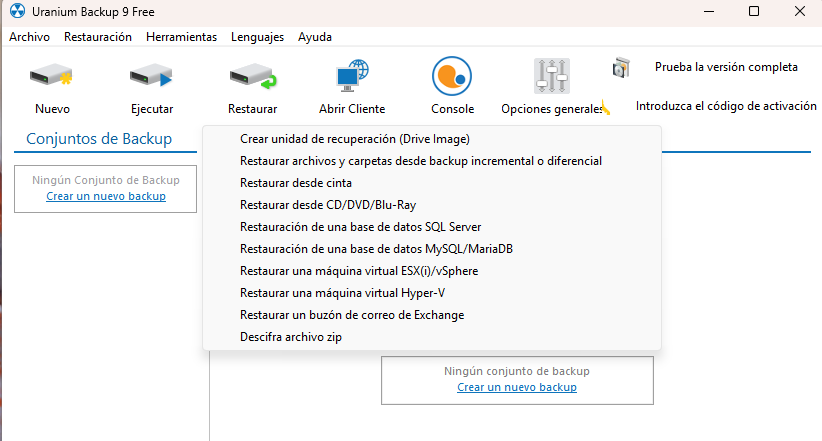 Uranium Backup 9 Free
Archivo Restauración Herramientas Lenguajes Ayuda
Nuevo Ejecutar Restaurar Abrir Cliente Console Opciones generales
Prueba la versión completa
Introduzca el código de activación
Conjuntos de Backup
Ningún Conjunto de Backup
Crear un nuevo backup
Crear unidad de recuperación (Drive Image)
Restaurar archivos y carpetas desde backup incremental o diferencial
Restaurar desde cinta
Restaurar desde CD/DVD/Blu-Ray
Restauración de una base de datos SQL Server
Restauración de una base de datos MySQL/MariaDB
Restaurar una máquina virtual ESX(i)/vSphere
Restaurar una máquina virtual Hyper-V
Restaurar un buzón de correo de Exchange
Descifra archivo zip
Ningún conjunto de backup
Crear un nuevo backup